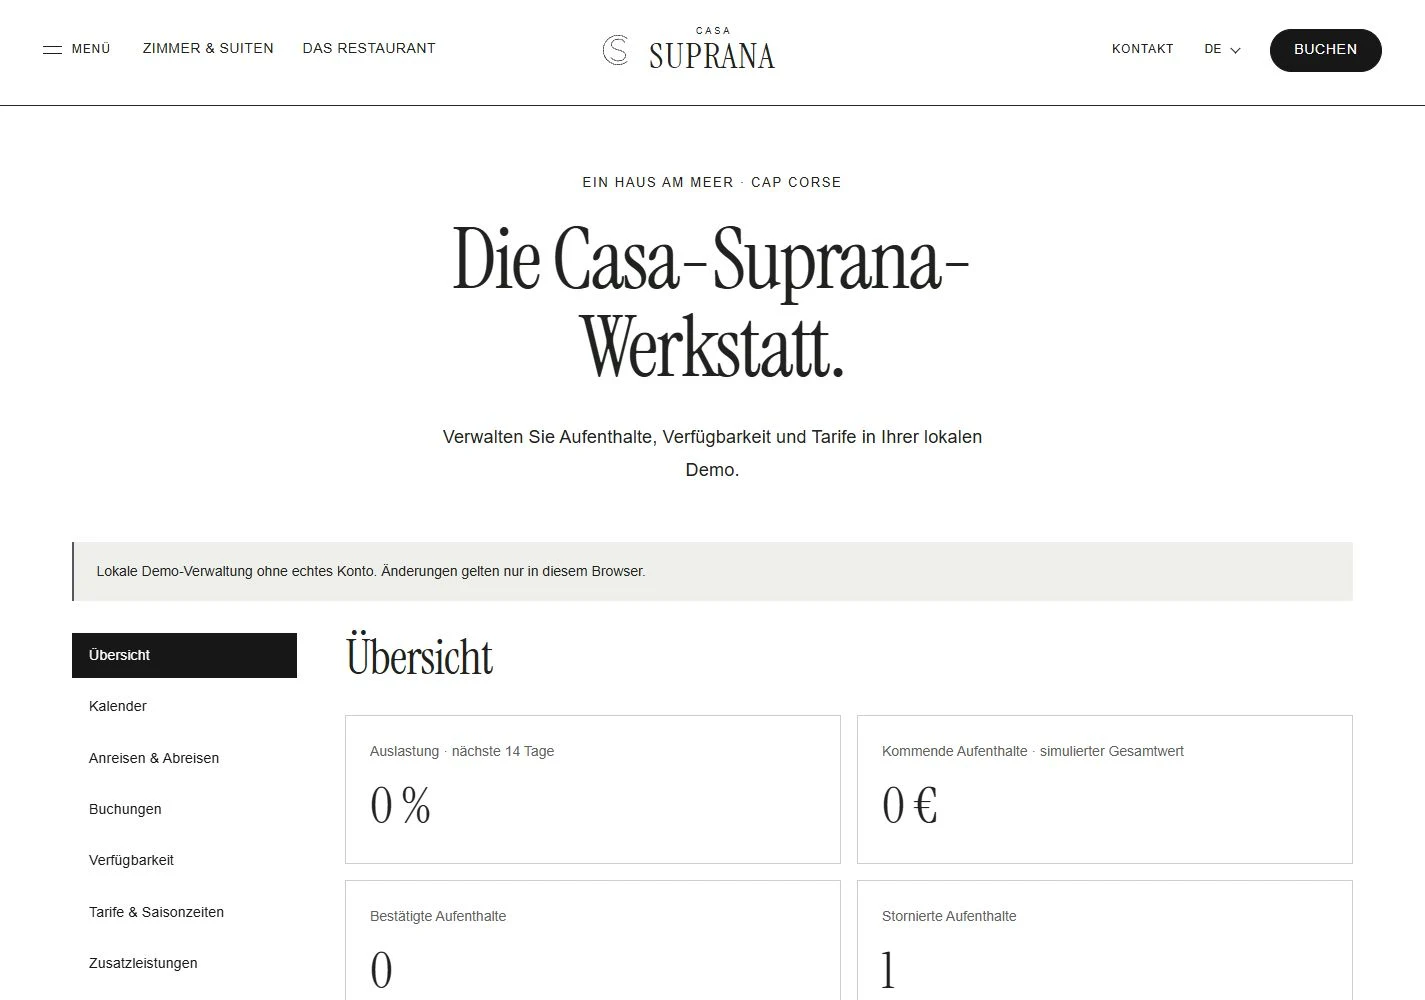 MENÜ
ZIMMER & SUITEN
DAS RESTAURANT
CASA
SUPRANA
KONTAKT
DE
BUCHEN
EIN HAUS AM MEER · CAP CORSE
Die Casa-Suprana-
Werkstatt.
Verwalten Sie Aufenthalte, Verfügbarkeit und Tarife in Ihrer lokalen
Demo.
Lokale Demo-Verwaltung ohne echtes Konto. Änderungen gelten nur in diesem Browser.
Übersicht
Kalender
Anreisen & Abreisen
Buchungen
Verfügbarkeit
Tarife & Saisonzeiten
Zusatzleistungen
Übersicht
Auslastung · nächste 14 Tage
0 %
Kommende Aufenthalte · simulierter Gesamtwert
0 €
Bestätigte Aufenthalte
0
Stornierte Aufenthalte
1